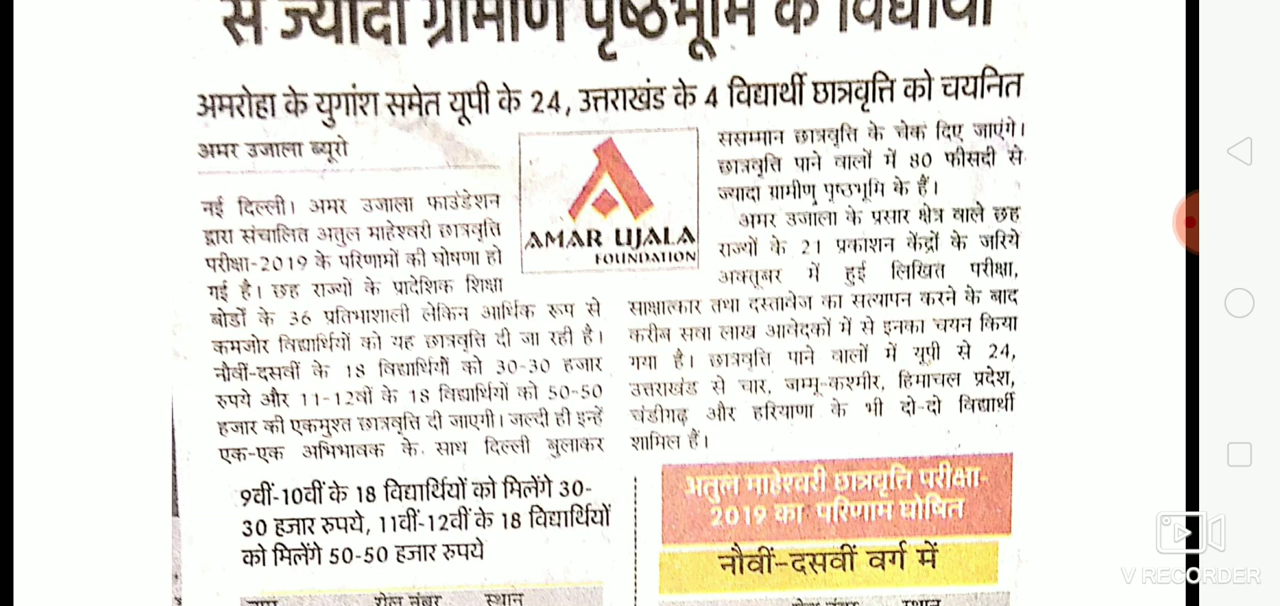 से ज्यादा ग्रामीण पृष्ठभूमि के विद्यार्थी
अमरोहा के युगांश समेत यूपी के 24, उत्तराखंड के 4 विद्यार्थी छात्रवृत्ति को चयनित
अमर उजाला ब्यूरो
नई दिल्ली। अमर उजाला फाउंडेशन
द्वारा संचालित अतुल माहेश्वरी छात्रवृत्ति
परीक्षा-2019 के परिणामों की घोषणा हो
गई है। छह राज्यों के प्रादेशिक शिक्षा
बोर्डों के 36 प्रतिभाशाली लेकिन आर्थिक रूप से
कमजोर विद्यार्थियों को यह छात्रवृत्ति दी जा रही है।
नौवीं-दसवीं के 18 विद्यार्थियों को 30-30 हजार
रुपये और 11-12वीं के 18 विद्यार्थियों को 50-50
हजार की एकमुश्त छात्रवृत्ति दी जाएगी। जल्दी ही इन्हें
एक-एक अभिभावक के साथ दिल्ली बुलाकर
AMAR UJALA
FOUNDATION
ससम्मान छात्रवृत्ति के चेक दिए जाएंगे।
छात्रवृत्ति पाने वालों में 80 फीसदी से
ज्यादा ग्रामीण पृष्ठभूमि के हैं।
अमर उजाला के प्रसार क्षेत्र वाले छह
राज्यों के 21 प्रकाशन केंद्रों के जरिये
अक्तूबर में हुई लिखित परीक्षा,
साक्षात्कार तथा दस्तावेज का सत्यापन करने के बाद
करीब सवा लाख आवेदकों में से इनका चयन किया
गया है। छात्रवृत्ति पाने वालों में यूपी से 24,
उत्तराखंड से चार, जम्मू-कश्मीर, हिमाचल प्रदेश,
चंडीगढ़ और हरियाणा के भी दो-दो विद्यार्थी
शामिल हैं।
9वीं-10वीं के 18 विद्यार्थियों को मिलेंगे 30-
30 हजार रुपये, 11वीं-12वीं के 18 विद्यार्थियों
को मिलेंगे 50-50 हजार रुपये
अतुल माहेश्वरी छात्रवृत्ति परीक्षा-
2019 का परिणाम घोषित
नौवीं-दसवीं वर्ग में
नाम रोल नंबर स्थान
रोल नंबर स्थान
V RECORDER